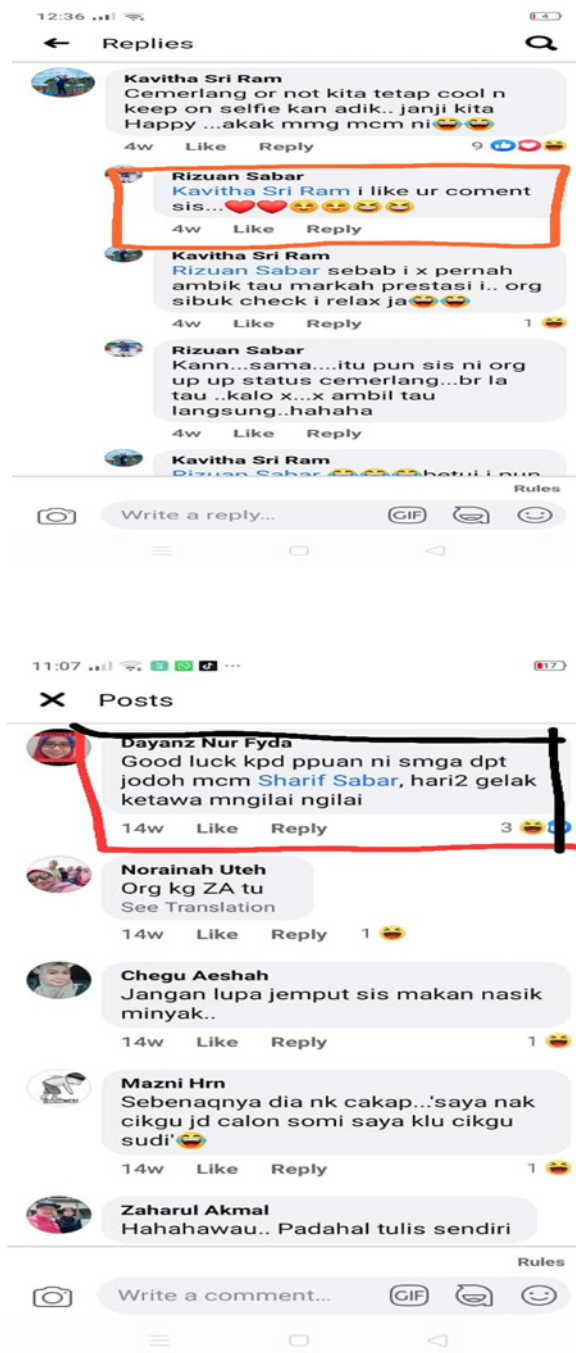 12:36
4
Replies
Kavitha Sri Ram
Cemerlang or not kita tetap cool n
keep on selfie kan adik.. janji kita
Happy ...akak mmg mcm ni😂😂
4w Like Reply 9
Rizuan Sabar
Kavitha Sri Ram i like ur coment
sis...❤️❤️😊😊😆😆
4w Like Reply
Kavitha Sri Ram
Rizuan Sabar sebab i x pernah
ambik tau markah prestasi i.. org
sibuk check i relax ja😂😂
4w Like Reply 1
Rizuan Sabar
Kann...sama....itu pun sis ni org
up up status cemerlang...br la
tau ..kalo x...x ambil tau
langsung..hahaha
4w Like Reply
Kavitha Sri Ram
Rizuan Sabar 😂😂😂betui i pun
Rules
Write a reply...
GIF
11:07
17
Posts
Dayanz Nur Fyda
Good luck kpd ppuan ni smga dpt
jodoh mcm Sharif Sabar, hari2 gelak
ketawa mngilai ngilai
14w Like Reply 3
Norainah Uteh
Org kg ZA tu
See Translation
14w Like Reply 1
Chegu Aeshah
Jangan lupa jemput sis makan nasik
minyak..
14w Like Reply 1
Mazni Hrn
Sebenaqnya dia nk cakap...'saya nak
cikgu jd calon somi saya klu cikgu
sudi'😂
14w Like Reply 1
Zaharul Akmal
Hahahawau.. Padahal tulis sendiri
Rules
Write a comment...
GIF